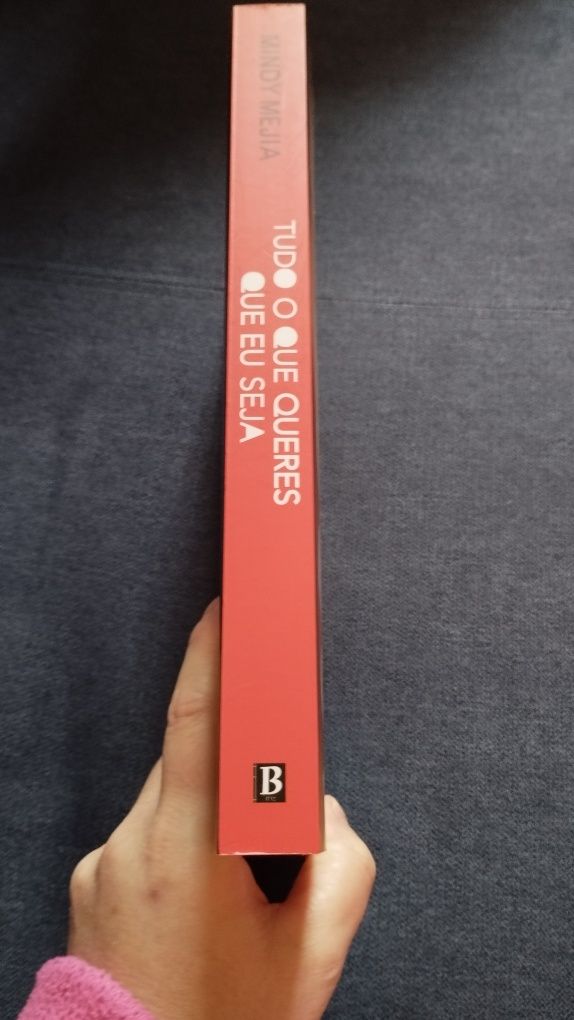 MINDY MEJIA
TUDO O QUE QUERES
QUE EU SEJA
B